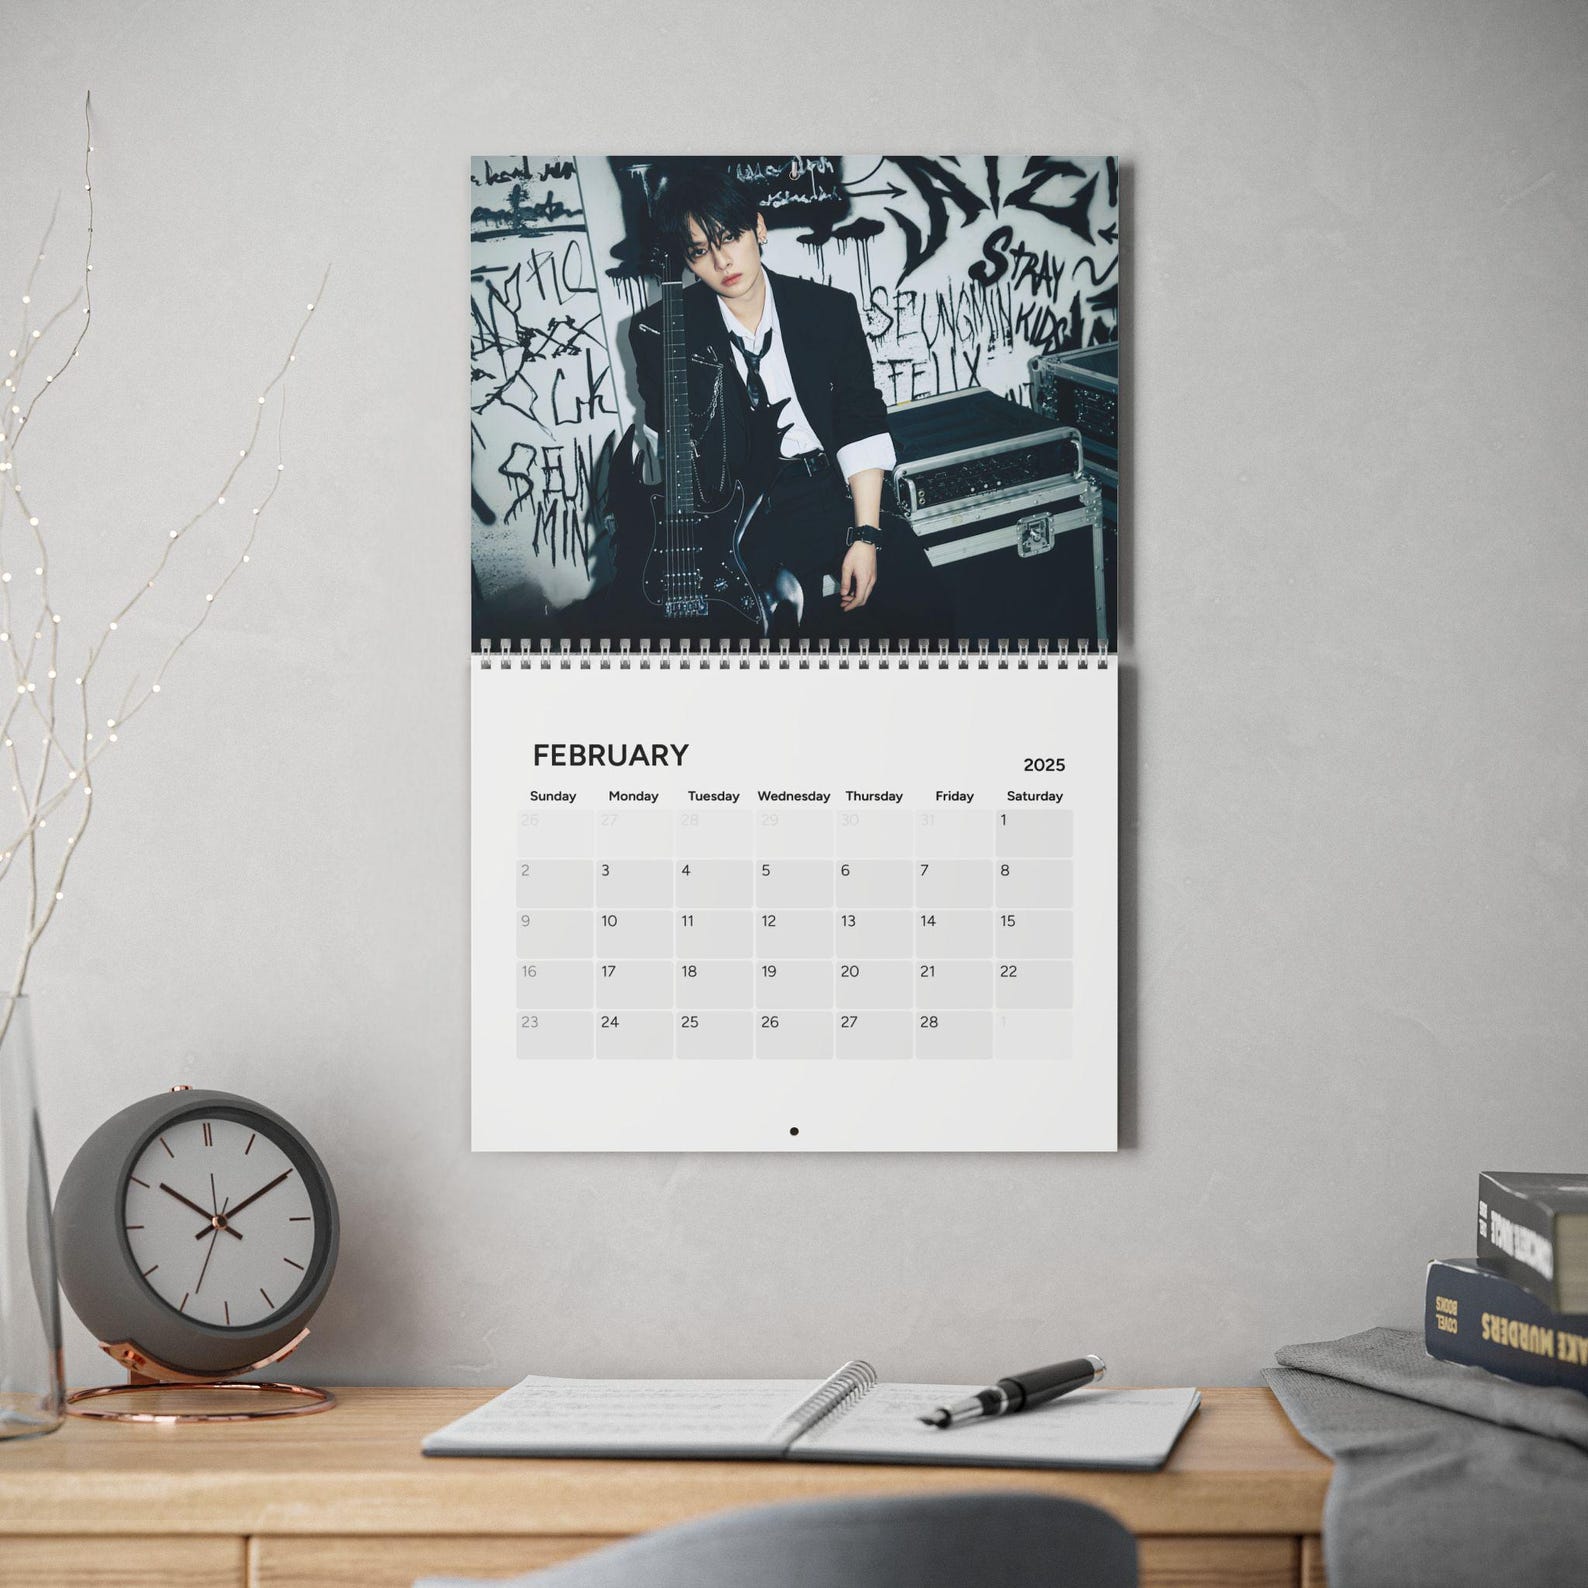 STRAY
KIDS
SEUNGMIN
FELIX
SEUN
MIN
FEBRUARY
2025
Sunday Monday Tuesday Wednesday Thursday Friday Saturday
26 27 28 29 30 31 1
2 3 4 5 6 7 8
9 10 11 12 13 14 15
16 17 18 19 20 21 22
23 24 25 26 27 28 1
COVEL
BOOKS
AKE MURDERS